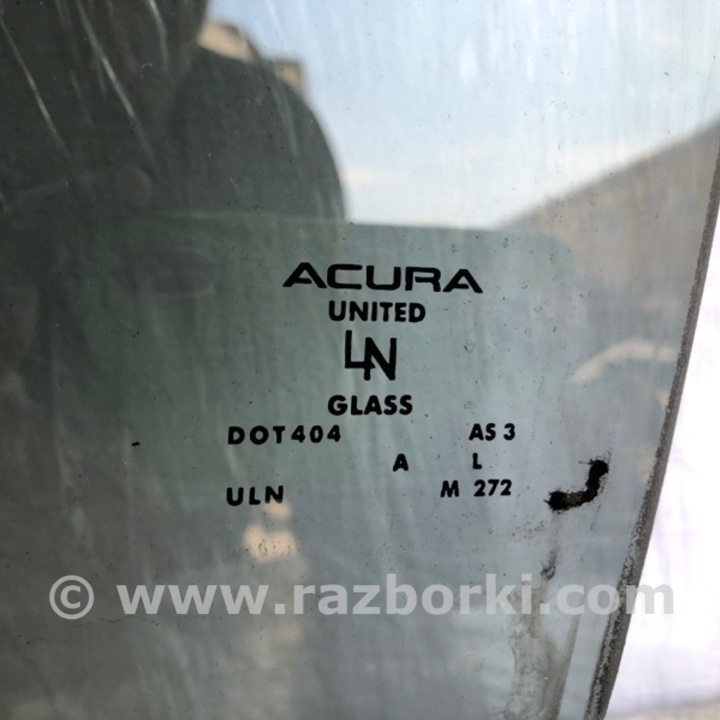 ACURA
UNITED
LN
GLASS
DOT404 AS 3
A L
ULN M 272
© www.razborki.com